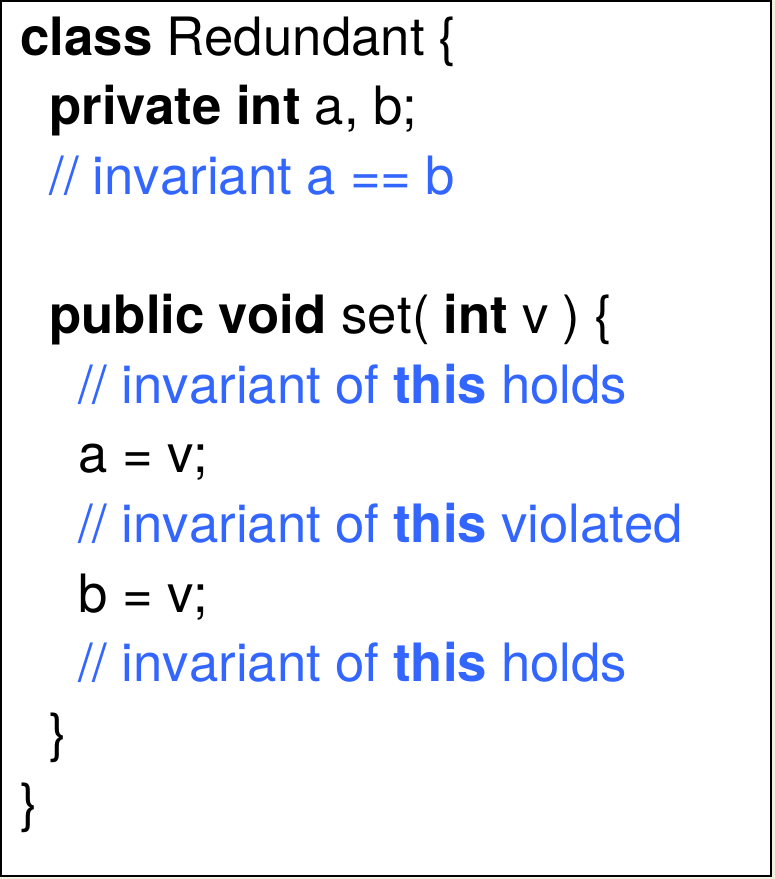 class Redundant {
private int a, b;
// invariant a == b
public void set( int v ) {
// invariant of this holds
a = v;
// invariant of this violated
b = v;
// invariant of this holds
}
}